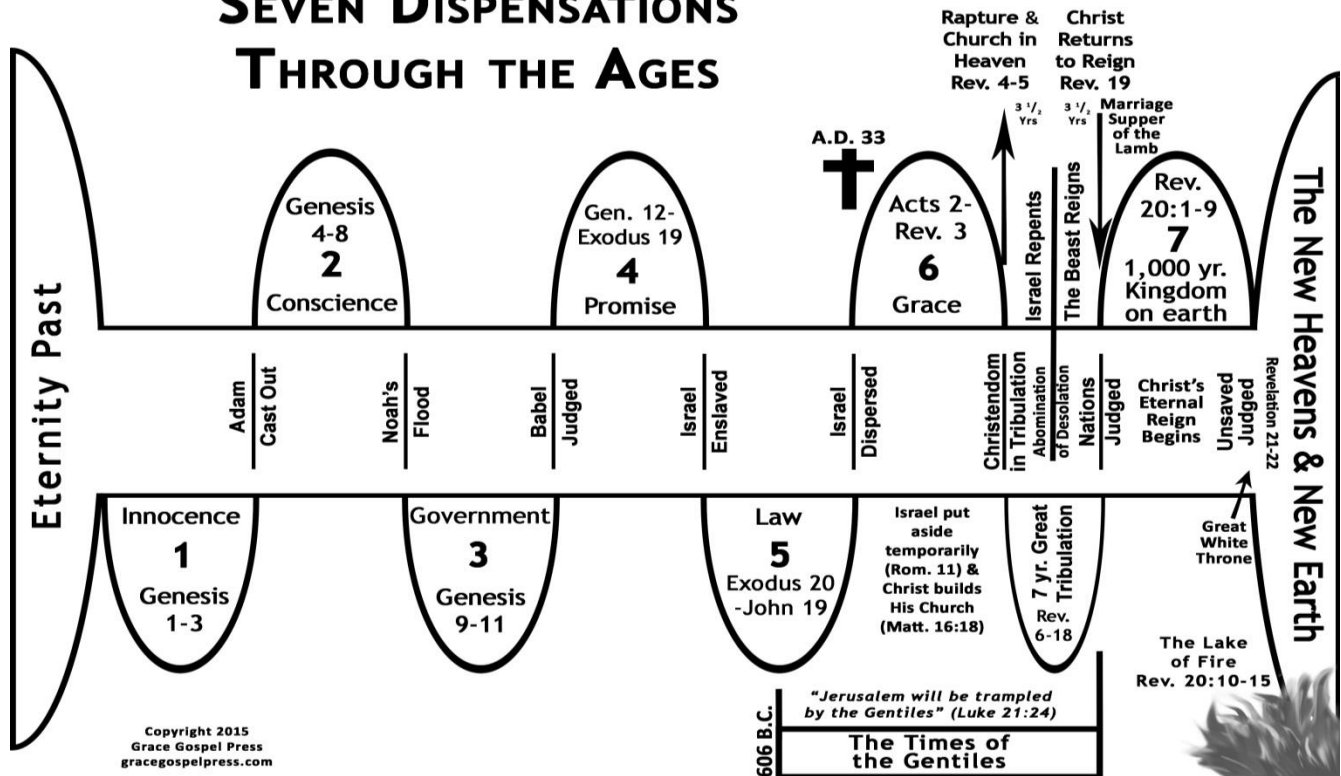 SEVEN DISPENSATIONS
THROUGH THE AGES
Rapture &
Church in
Heaven
Rev. 4-5
Christ
Returns
to Reign
Rev. 19
3 1/2
Yrs
3 1/2
Yrs
Marriage
Supper
of the
Lamb
A.D. 33
Eternity Past
Genesis
4-8
2
Conscience
Gen. 12-
Exodus 19
4
Promise
Acts 2-
Rev. 3
6
Grace
Israel Repents
The Beast Reigns
Rev.
20:1-9
7
1,000 yr.
Kingdom
on earth
The New Heavens & New Earth
Adam
Cast Out
Noah's
Flood
Babel
Judged
Israel
Enslaved
Israel
Dispersed
Christendom
in Tribulation
Abomination
of Desolation
Nations
Judged
Christ's
Eternal
Reign
Begins
Unsaved
Judged
Revelation 21-22
Innocence
1
Genesis
1-3
Government
3
Genesis
9-11
Law
5
Exodus 20
-John 19
Israel put
aside
temporarily
(Rom. 11) &
Christ builds
His Church
(Matt. 16:18)
7 yr. Great
Tribulation
Rev.
6-18
Great
White
Throne
The Lake
of Fire
Rev. 20:10-15
606 B.C.
"Jerusalem will be trampled
by the Gentiles" (Luke 21:24)
The Times of
the Gentiles
Copyright 2015
Grace Gospel Press
gracegospelpress.com